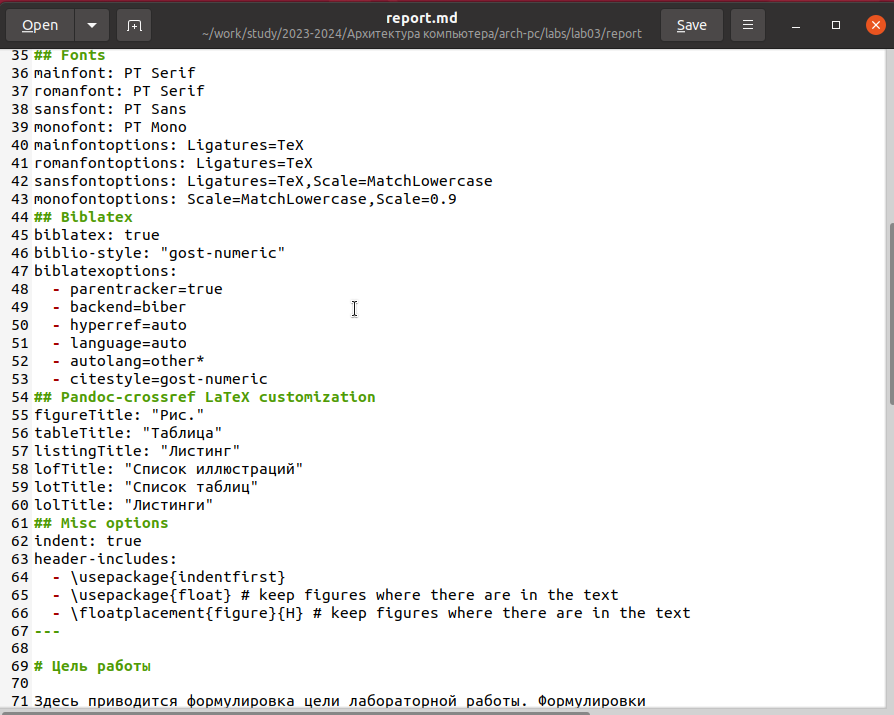 Open
report.md
~/work/study/2023-2024/Архитектура компьютера/arch-pc/labs/lab03/report
Save
35 ## Fonts
36 mainfont: PT Serif
37 romanfont: PT Serif
38 sansfont: PT Sans
39 monofont: PT Mono
40 mainfontoptions: Ligatures=TeX
41 romanfontoptions: Ligatures=TeX
42 sansfontoptions: Ligatures=TeX,Scale=MatchLowercase
43 monofontoptions: Scale=MatchLowercase,Scale=0.9
44 ## Biblatex
45 biblatex: true
46 biblio-style: "gost-numeric"
47 biblatexoptions:
48   - parentracker=true
49   - backend=biber
50   - hyperref=auto
51   - language=auto
52   - autolang=other*
53   - citestyle=gost-numeric
54 ## Pandoc-crossref LaTeX customization
55 figureTitle: "Рис."
56 tableTitle: "Таблица"
57 listingTitle: "Листинг"
58 lofTitle: "Список иллюстраций"
59 lotTitle: "Список таблиц"
60 lolTitle: "Листинги"
61 ## Misc options
62 indent: true
63 header-includes:
64   - \usepackage{indentfirst}
65   - \usepackage{float} # keep figures where there are in the text
66   - \floatplacement{figure}{H} # keep figures where there are in the text
67 ---
68
69 # Цель работы
70
71 Здесь приводится формулировка цели лабораторной работы. Формулировки